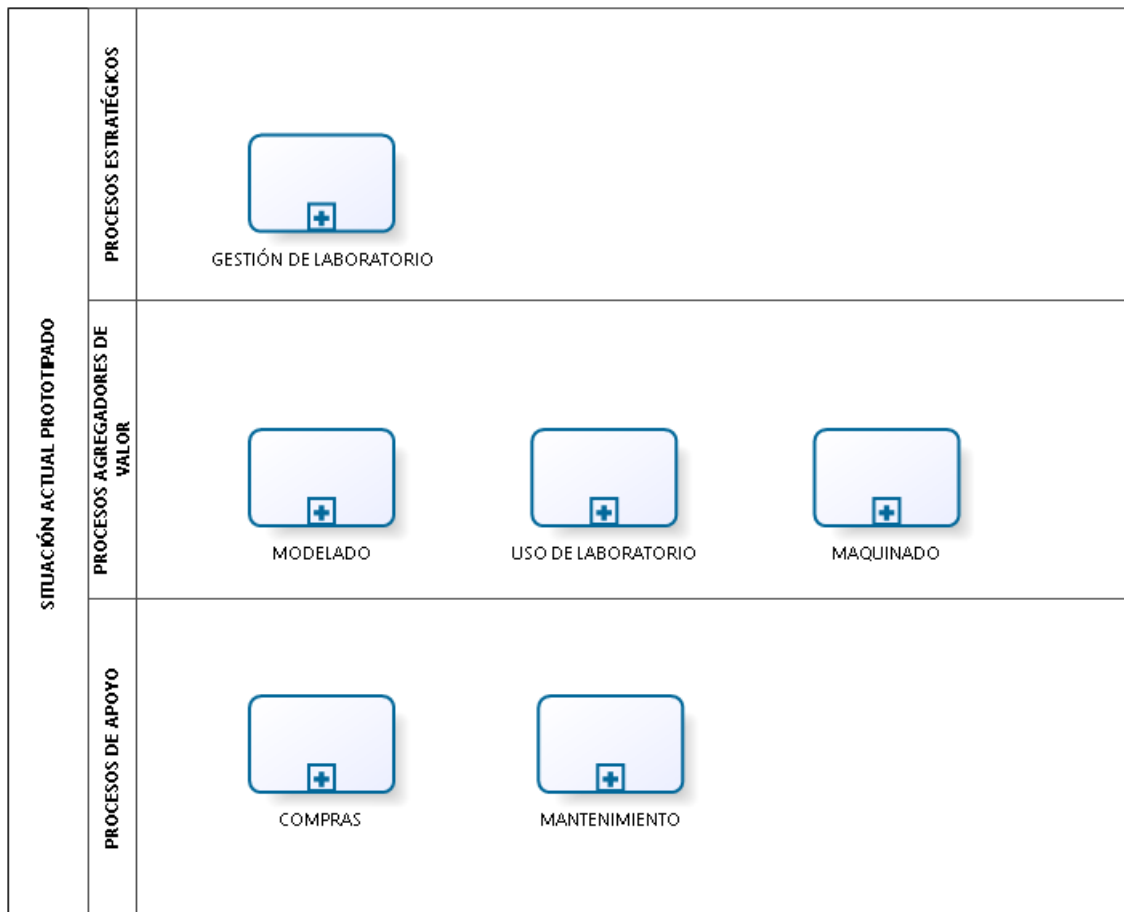 SITUACIÓN ACTUAL PROTOTIPADO
PROCESOS ESTRATÉGICOS
GESTIÓN DE LABORATORIO
PROCESOS AGREGADORES DE
VALOR
MODELADO
USO DE LABORATORIO
MAQUINADO
PROCESOS DE APOYO
COMPRAS
MANTENIMIENTO